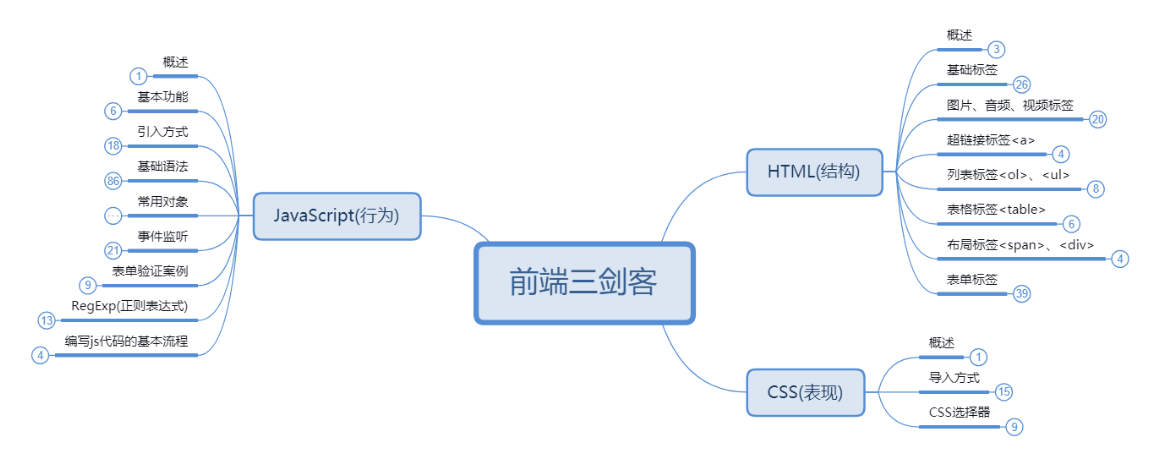 前端三剑客
HTML(结构)
概述
3
基础标签
26
图片、音频、视频标签
20
超链接标签<a>
4
列表标签<ol>、<ul>
8
表格标签<table>
6
布局标签<span>、<div>
4
表单标签
39
CSS(表现)
概述
1
导入方式
15
CSS选择器
9
JavaScript(行为)
概述
1
基本功能
6
引入方式
18
基础语法
86
常用对象
...
事件监听
21
表单验证案例
9
RegExp(正则表达式)
13
编写js代码的基本流程
4